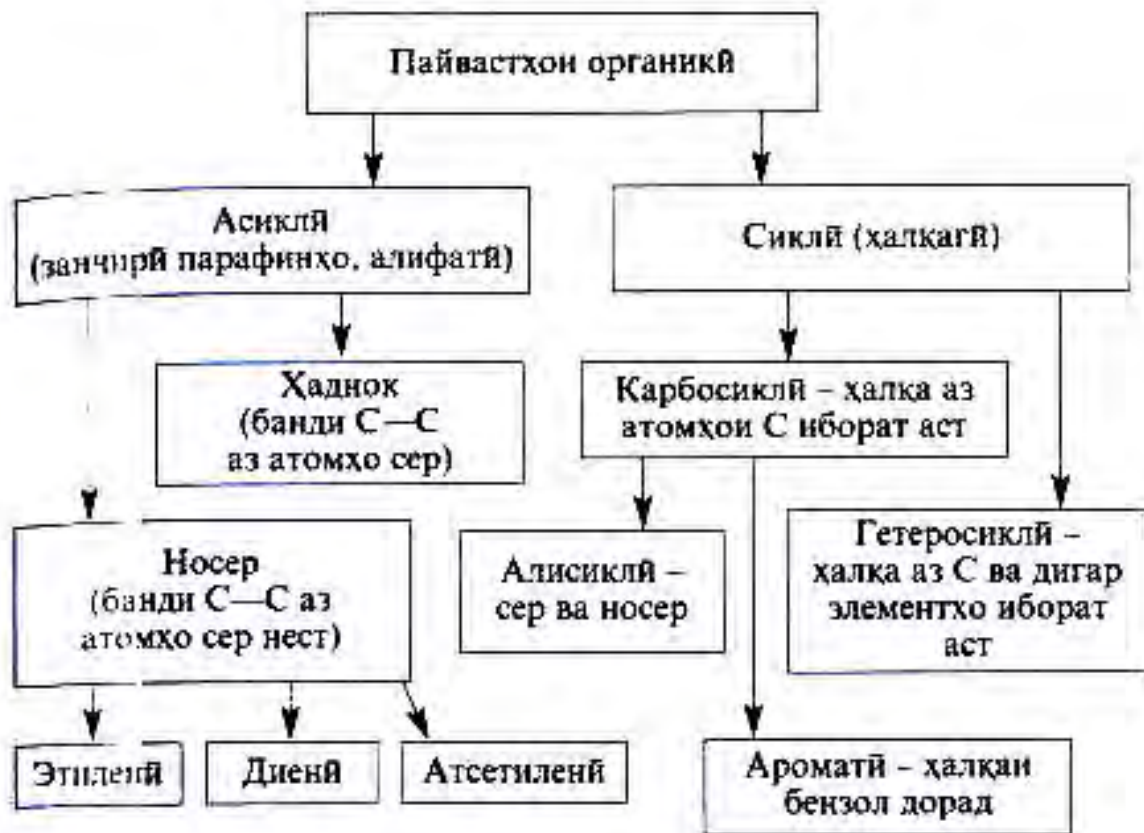 Пайвастҳои органикӣ
Асиклӣ
(занҷирӣ парафинҳо, алифатӣ)
Сиклӣ (ҳалқагӣ)
Ҳаднок
(банди C—C
аз атомҳо сер)
Карбосиклӣ – ҳалқа аз
атомҳои C иборат аст
Носер
(банди C—C аз
атомҳо сер нест)
Алисиклӣ –
сер ва носер
Гетеросиклӣ –
ҳалқа аз C ва дигар
элементҳо иборат
аст
Этиленӣ
Диенӣ
Атсетиленӣ
Ароматӣ – ҳалқаи
бензол дорад